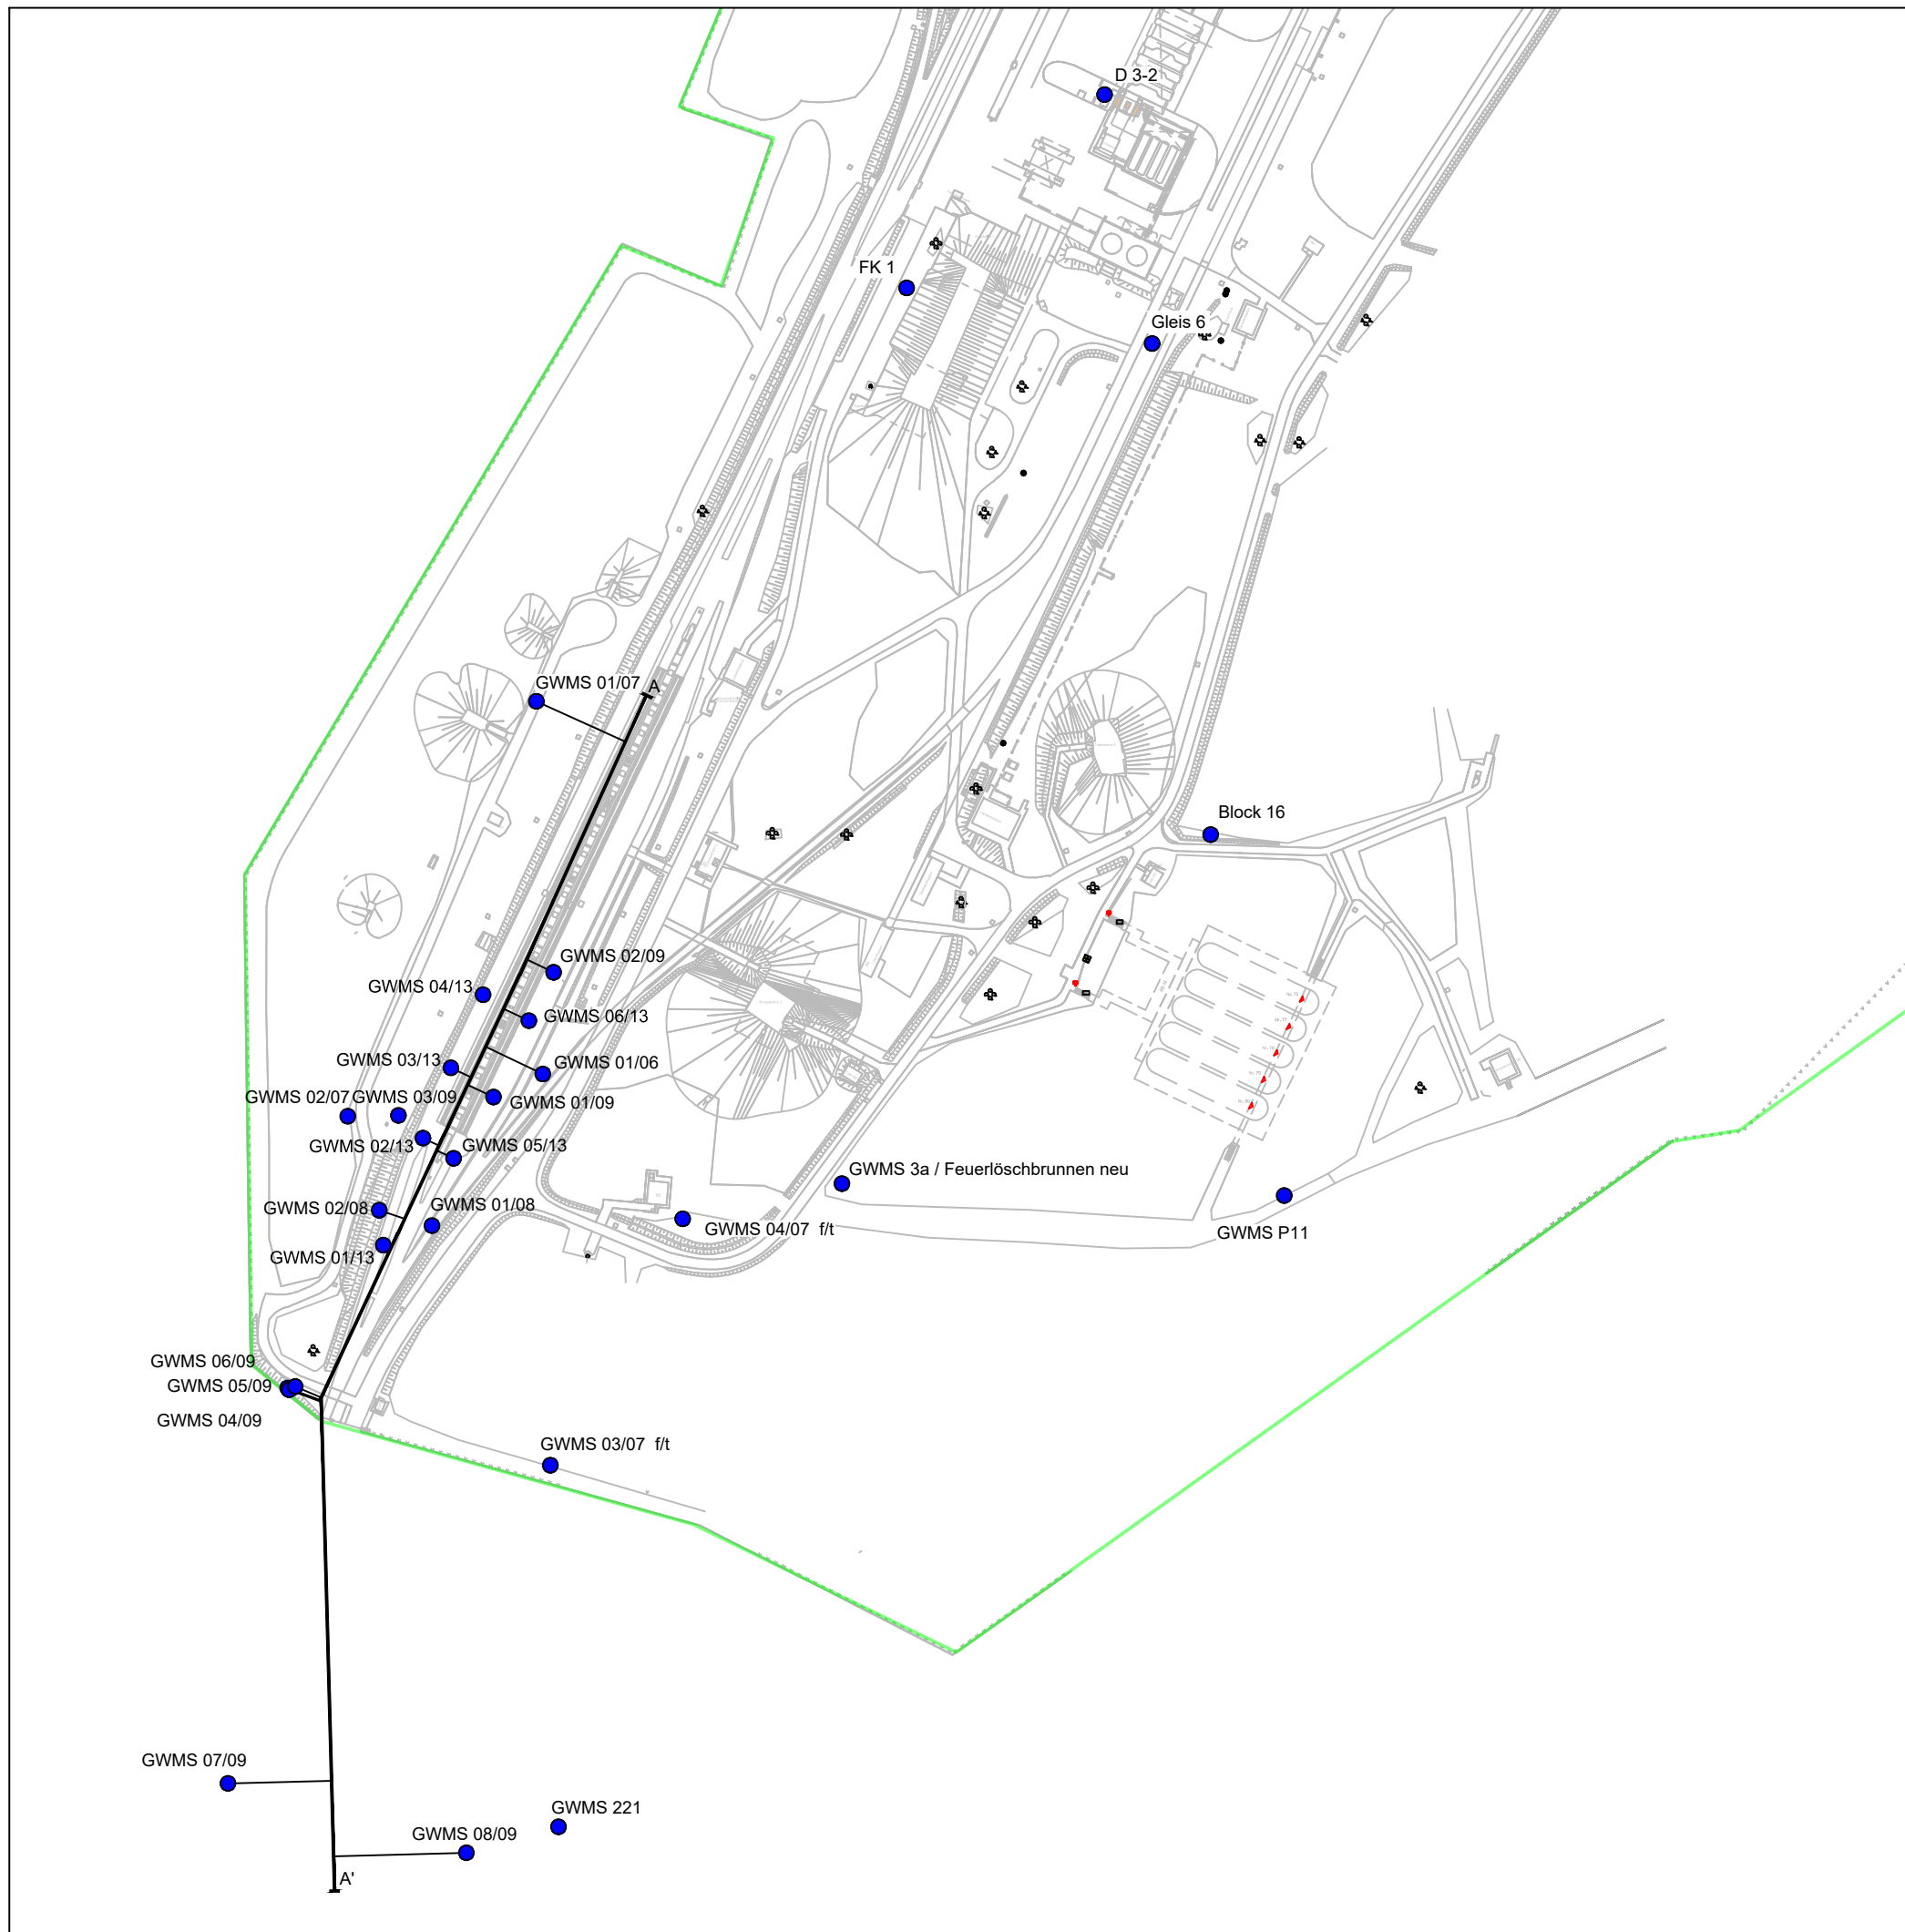 D 3-2
FK 1
Gleis 6
GWMS 01/07
A
Block 16
GWMS 02/09
GWMS 04/13
GWMS 06/13
GWMS 03/13
GWMS 01/06
GWMS 02/07
GWMS 03/09
GWMS 01/09
GWMS 02/13
GWMS 05/13
GWMS 3a / Feuerlöschbrunnen neu
GWMS 02/08
GWMS 01/08
GWMS 04/07 f/t
GWMS P11
GWMS 01/13
GWMS 06/09
GWMS 05/09
GWMS 04/09
GWMS 03/07 f/t
GWMS 07/09
GWMS 221
GWMS 08/09
A'